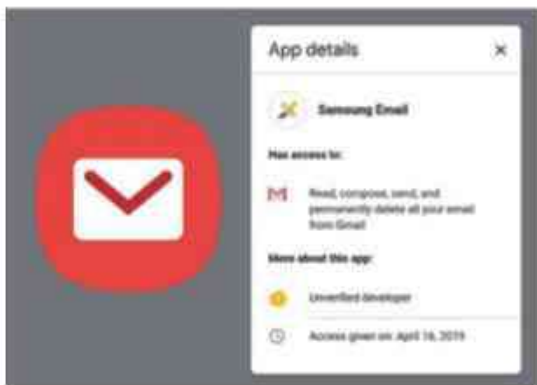 App details
Samsung Email
Has access to:
Read, compose, send, and
permanently delete all your email
from Gmail
More about this app:
Unverified developer
Access given on: April 16, 2019